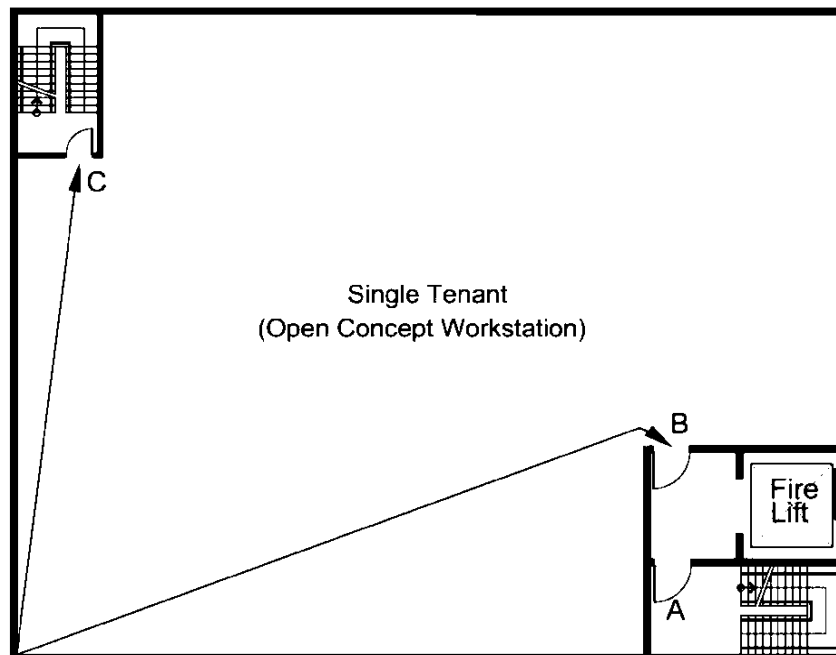 C
Single Tenant
(Open Concept Workstation)
B
Fire
Lift
A